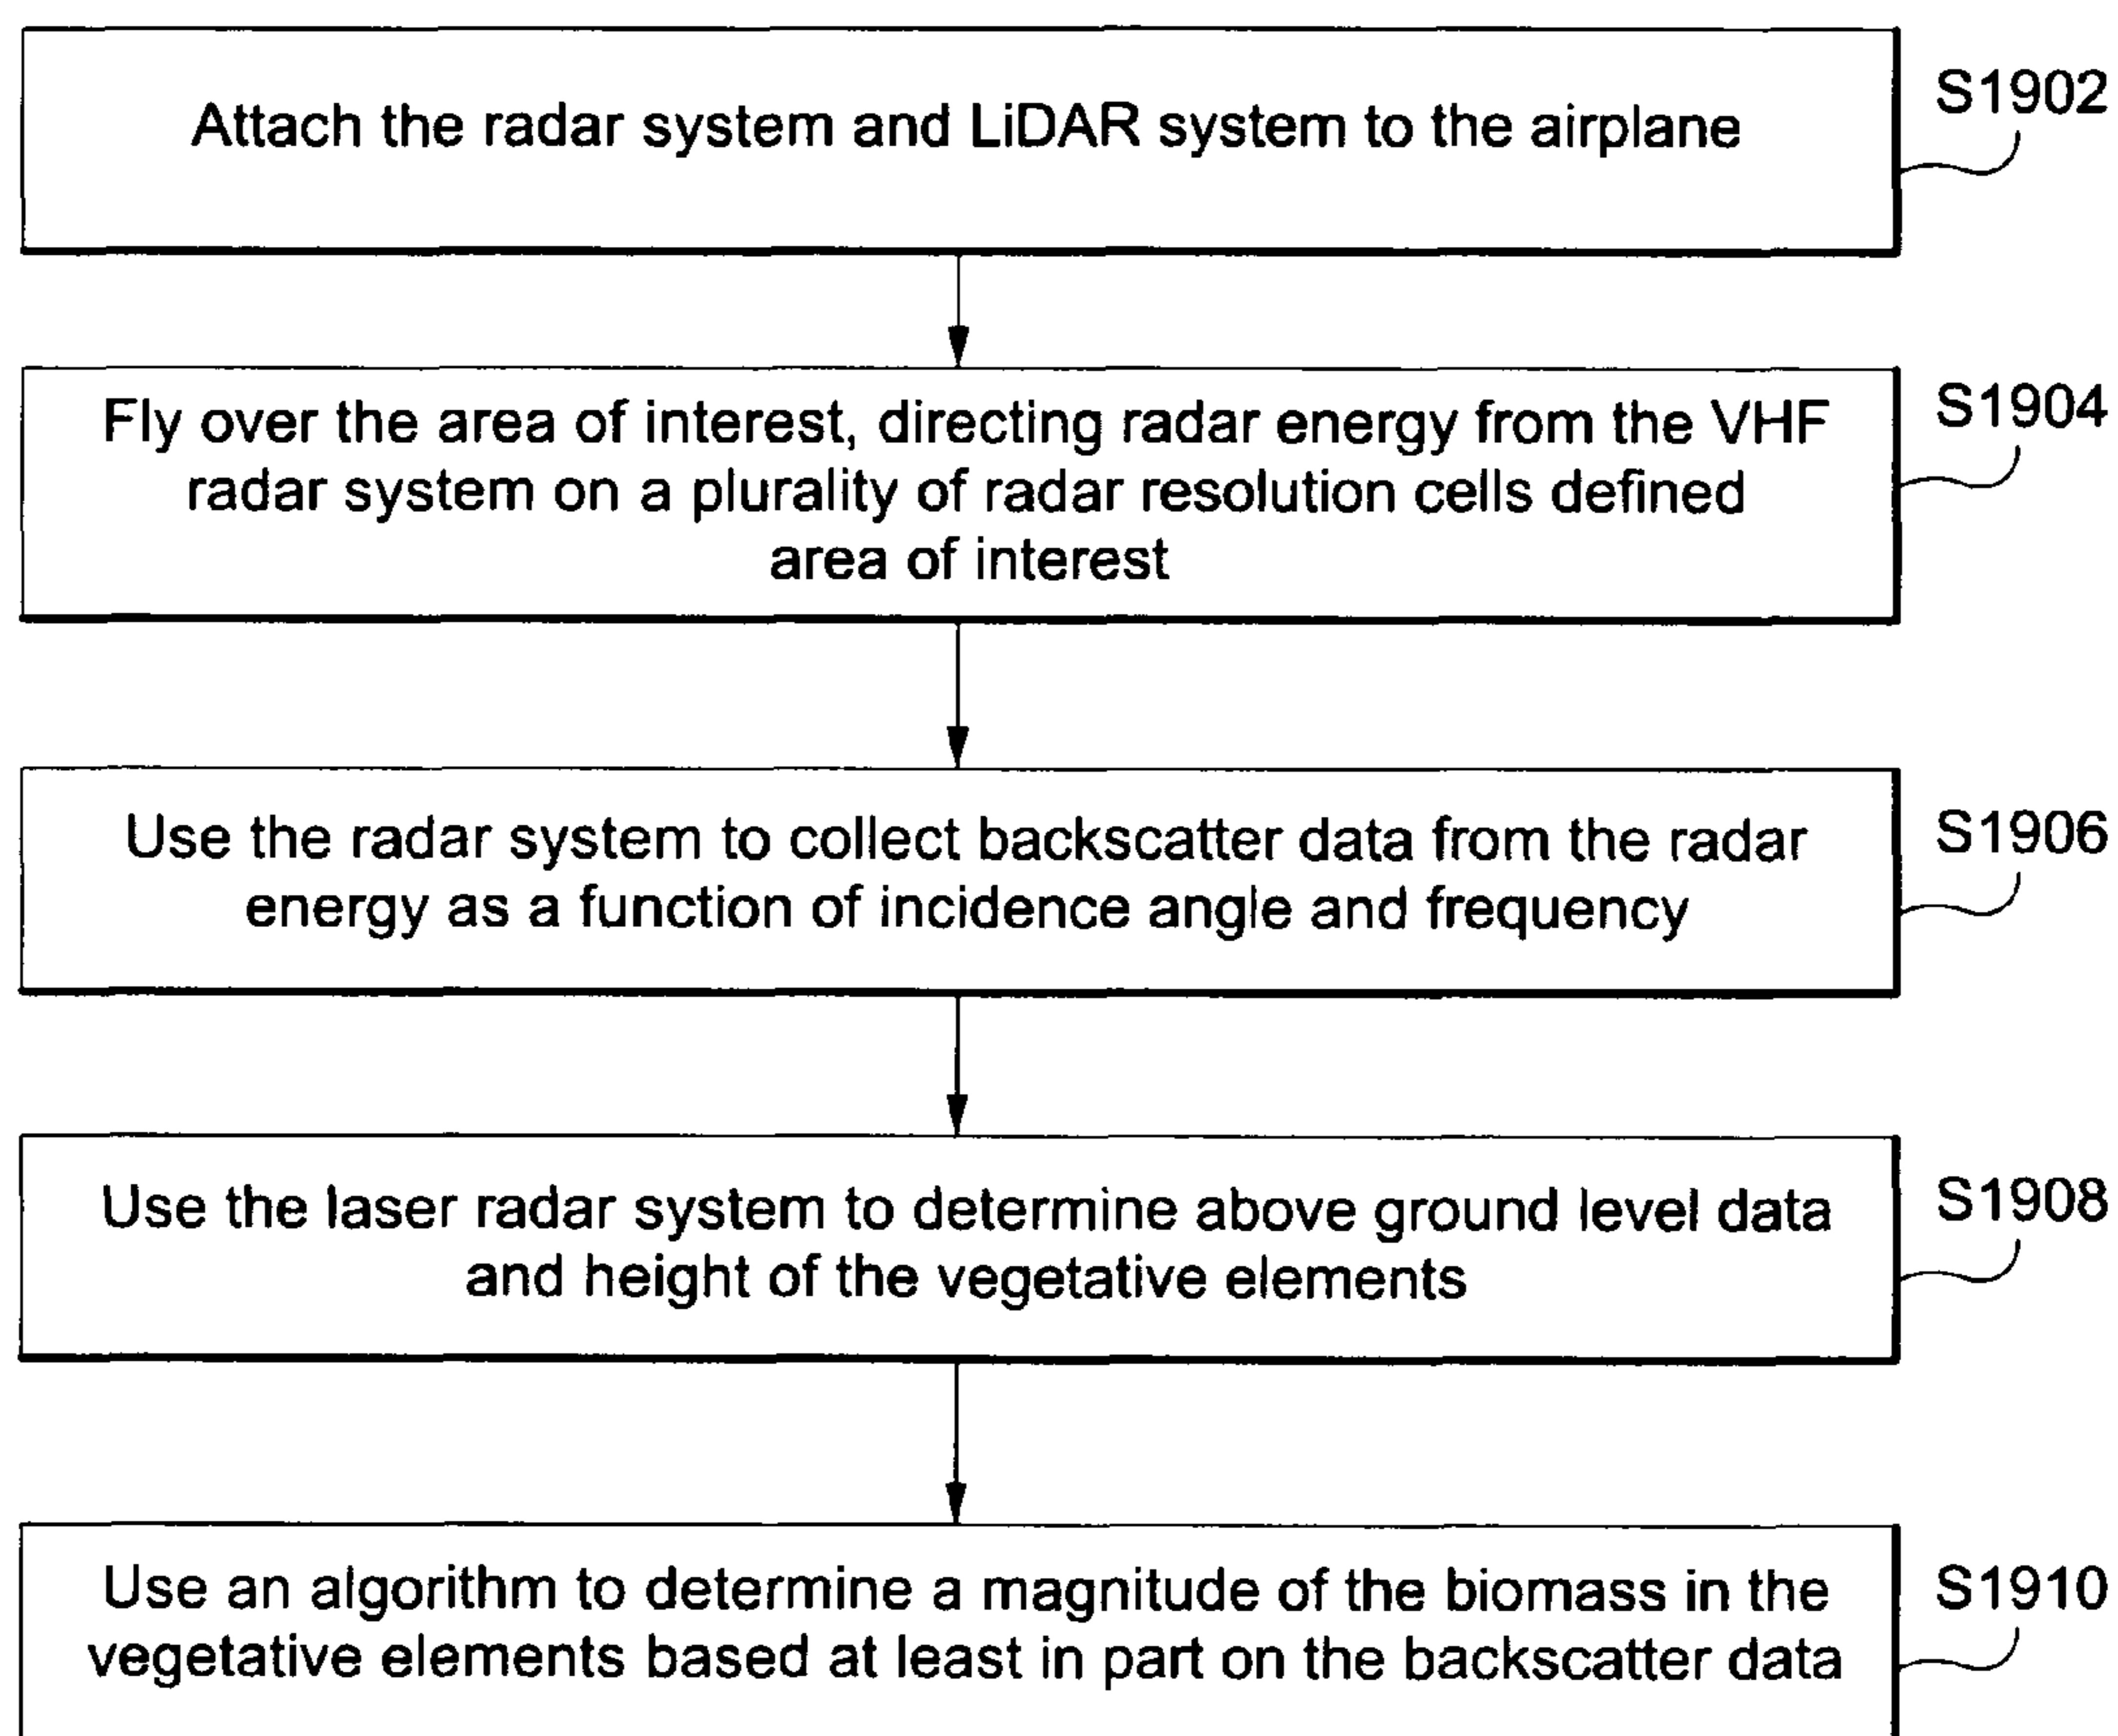 Attach the radar system and LiDAR system to the airplane
S1902
Fly over the area of interest, directing radar energy from the VHF
radar system on a plurality of radar resolution cells defined
area of interest
S1904
Use the radar system to collect backscatter data from the radar
energy as a function of incidence angle and frequency
S1906
Use the laser radar system to determine above ground level data
and height of the vegetative elements
S1908
Use an algorithm to determine a magnitude of the biomass in the
vegetative elements based at least in part on the backscatter data
S1910